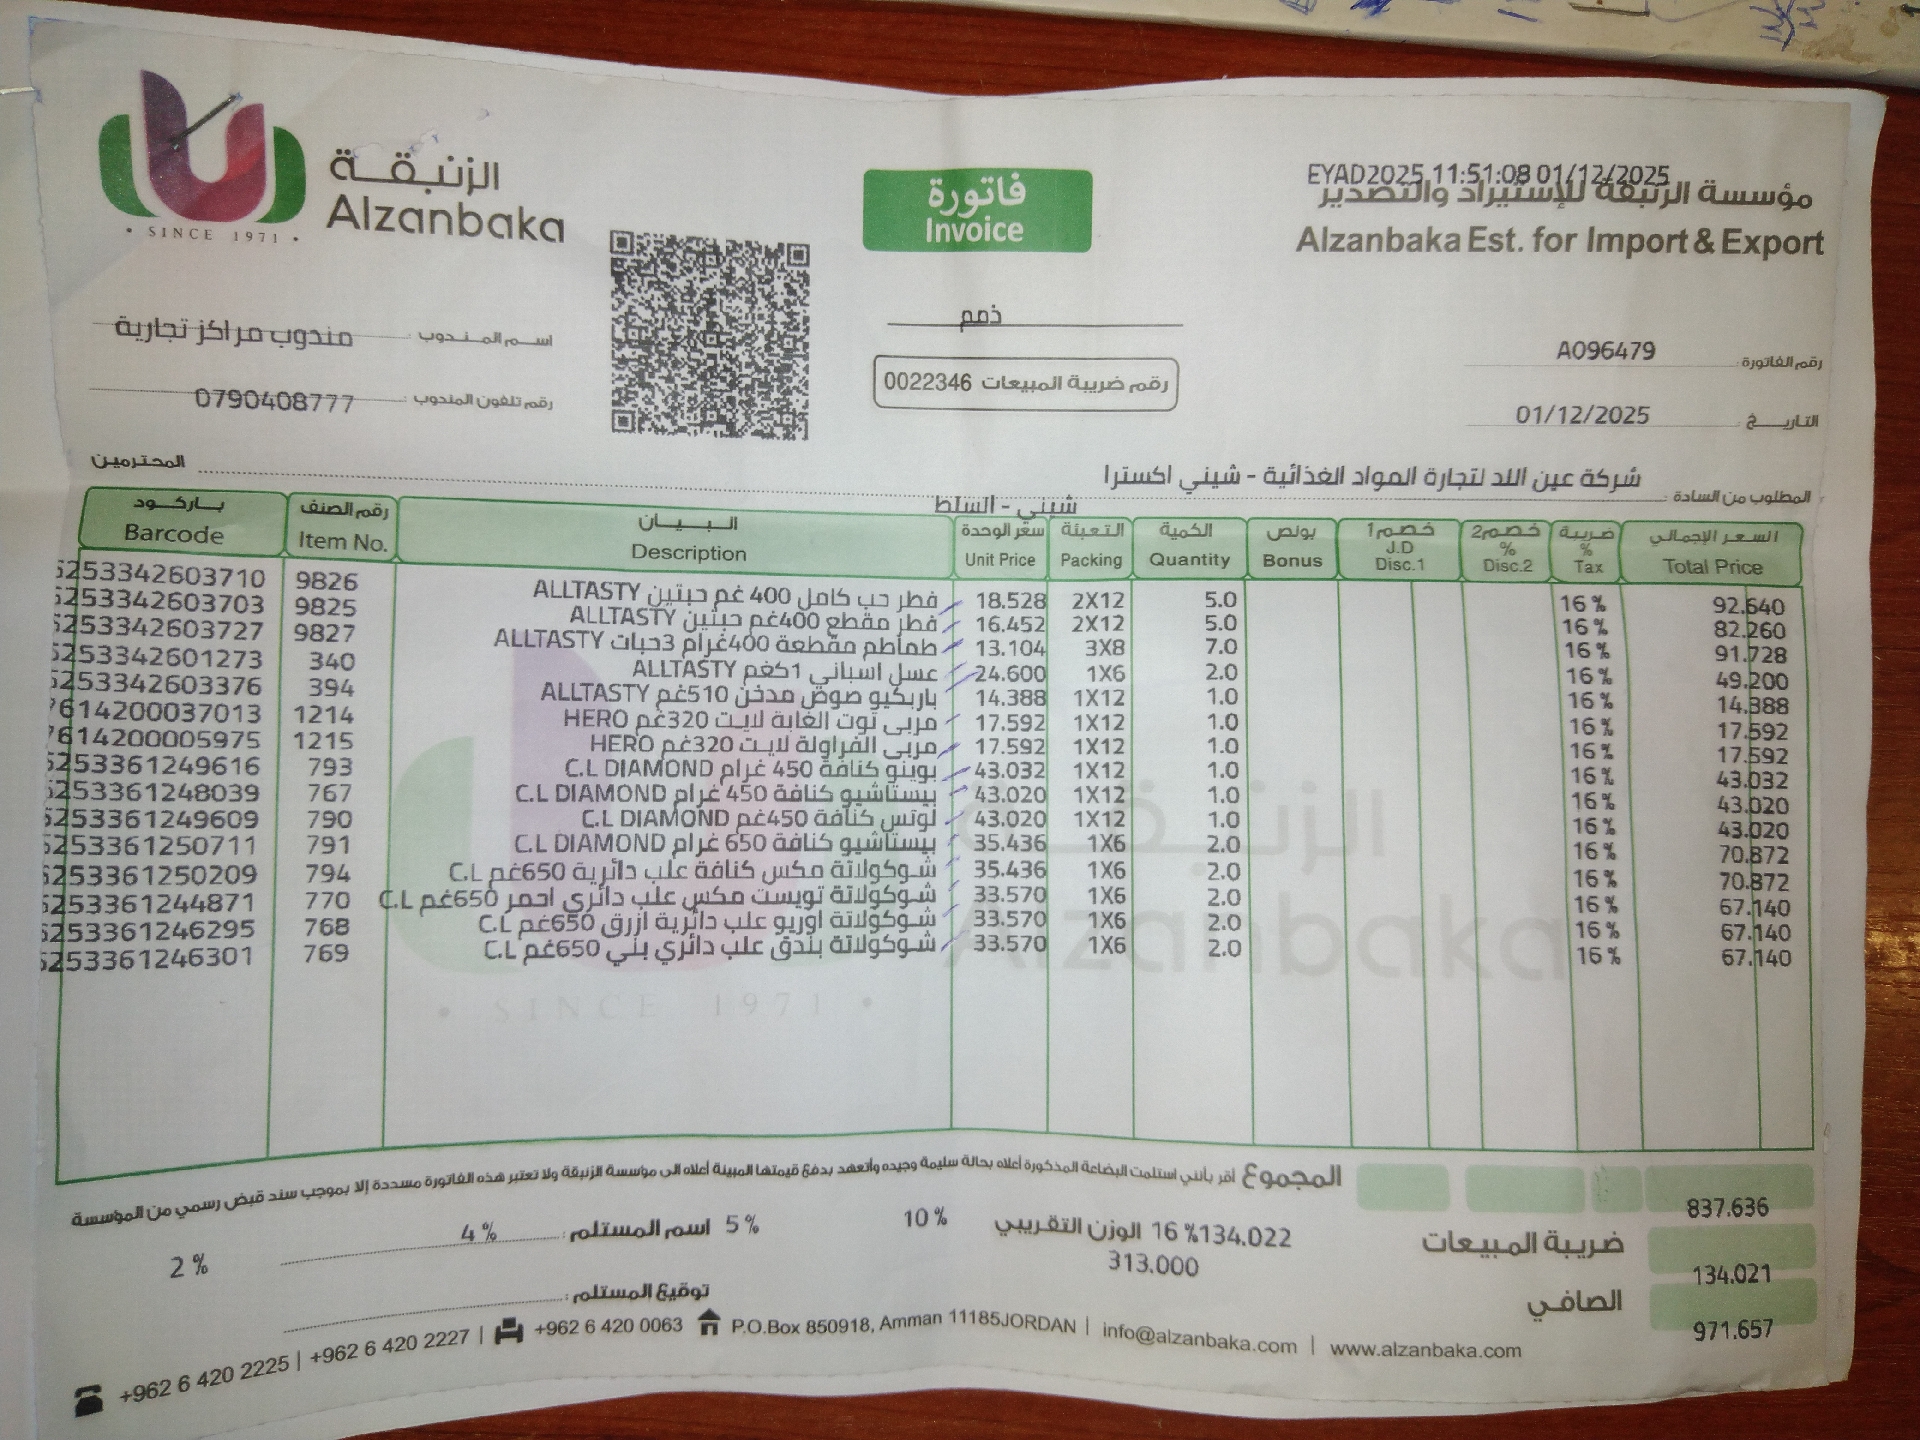 الزنبقة
Alzanbaka
• SINCE 1971 •
فاتورة
Invoice
EYAD2025 11:51:08 01/12/2025
مؤسسة الزنبقة للإستيراد والتصدير
Alzanbaka Est. for Import & Export
ذمم
رقم ضريبة المبيعات 0022346
اسم المندوب مندوب مراكز تجارية
رقم تلفون المندوب 0790408777
رقم الفاتورة A096479
التاريخ 01/12/2025
المطلوب من السادة شركة عين اللد لتجارة المواد الغذائية - شيني اكسترا المحترمين
شيني - السلط
باركود رقم الصنف البيان سعر الوحدة التعبئة الكمية بونص خصم1 خصم2 ضريبة السعر الإجمالي
Barcode Item No. Description Unit Price Packing Quantity Bonus J.D Disc.1 % Disc.2 % Tax Total Price
6253342603710 9826 فطر حب كامل 400 غم حبتين ALLTASTY 18.528 2X12 5.0 16% 92.640
6253342603703 9825 فطر مقطع 400غم حبتين ALLTASTY 16.452 2X12 5.0 16% 82.260
6253342603727 9827 طماطم مقطعة 400غرام 3حبات ALLTASTY 13.104 3X8 7.0 16% 91.728
6253342601273 340 عسل اسباني 1كغم ALLTASTY 24.600 1X6 2.0 16% 49.200
6253342603376 394 باربكيو صوص مدخن 510غم ALLTASTY 14.388 1X12 1.0 16% 14.388
7614200037013 1214 مربى توت الغابة لايت 320غم HERO 17.592 1X12 1.0 16% 17.592
7614200005975 1215 مربى الفراولة لايت 320غم HERO 17.592 1X12 1.0 16% 17.592
6253361249616 793 بوينو كنافة 450 غرام C.L DIAMOND 43.032 1X12 1.0 16% 43.032
6253361248039 767 بيستاشيو كنافة 450 غرام C.L DIAMOND 43.020 1X12 1.0 16% 43.020
6253361249609 790 لوتس كنافة 450غم C.L DIAMOND 43.020 1X12 1.0 16% 43.020
6253361250711 791 بيستاشيو كنافة 650 غرام C.L DIAMOND 35.436 1X6 2.0 16% 70.872
6253361250209 794 شوكولاتة مكس كنافة علب دائرية 650غم C.L 35.436 1X6 2.0 16% 70.872
6253361244871 770 شوكولاتة تويست مكس علب دائري احمر 650غم C.L 33.570 1X6 2.0 16% 67.140
6253361246295 768 شوكولاتة اوريو علب دائرية ازرق 650غم C.L 33.570 1X6 2.0 16% 67.140
6253361246301 769 شوكولاتة بندق علب دائري بني 650غم C.L 33.570 1X6 2.0 16% 67.140
الزنبقة
Alzanbaka
• SINCE 1971 •
المجموع 837.636
أقر بأنني استلمت البضاعة المذكورة أعلاه بحالة سليمة وجيده وأتعهد بدفع قيمتها المبينة أعلاه الى مؤسسة الزنبقة ولا تعتبر هذه الفاتورة مسددة إلا بموجب سند قبض رسمي من المؤسسة
ضريبة المبيعات 134.021
16 %134.022 الوزن التقريبي 10% 5% 4% 2%
313.000
اسم المستلم :
الصافي 971.657
توقيع المستلم :
+962 6 420 2225 | +962 6 420 2227 | +962 6 420 0063 P.O.Box 850918, Amman 11185JORDAN | info@alzanbaka.com | www.alzanbaka.com